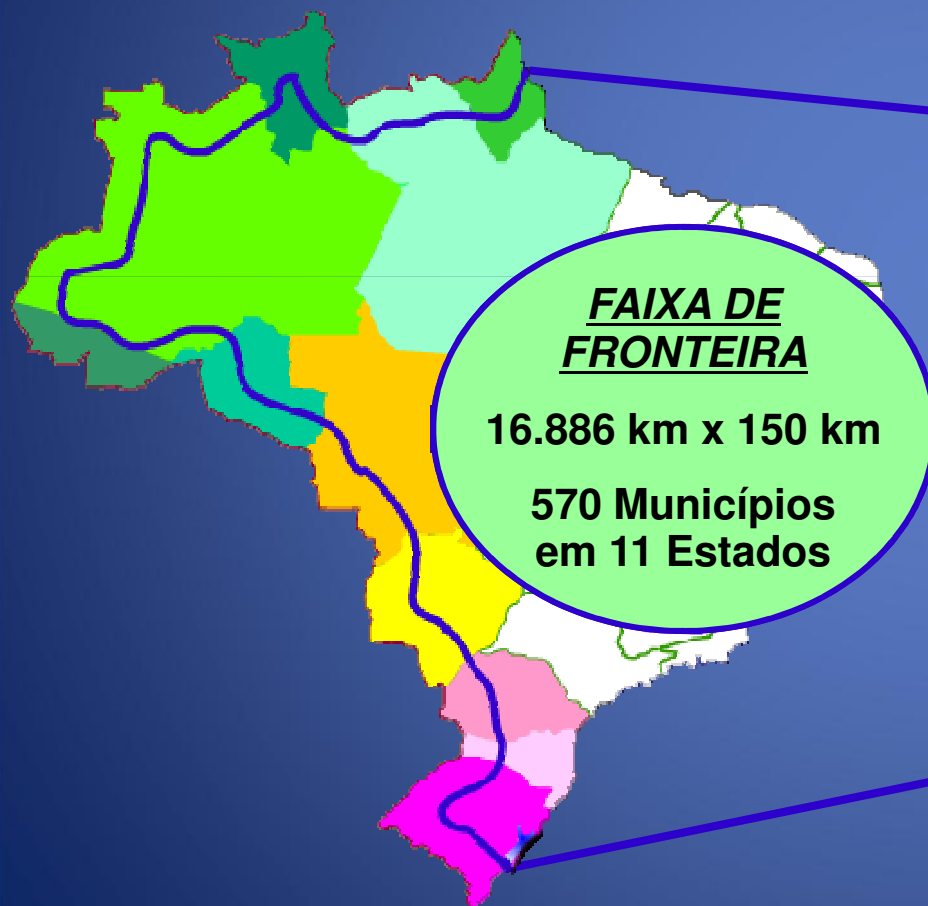 FAIXA DE
FRONTEIRA
16.886 km x 150 km
570 Municípios
em 11 Estados